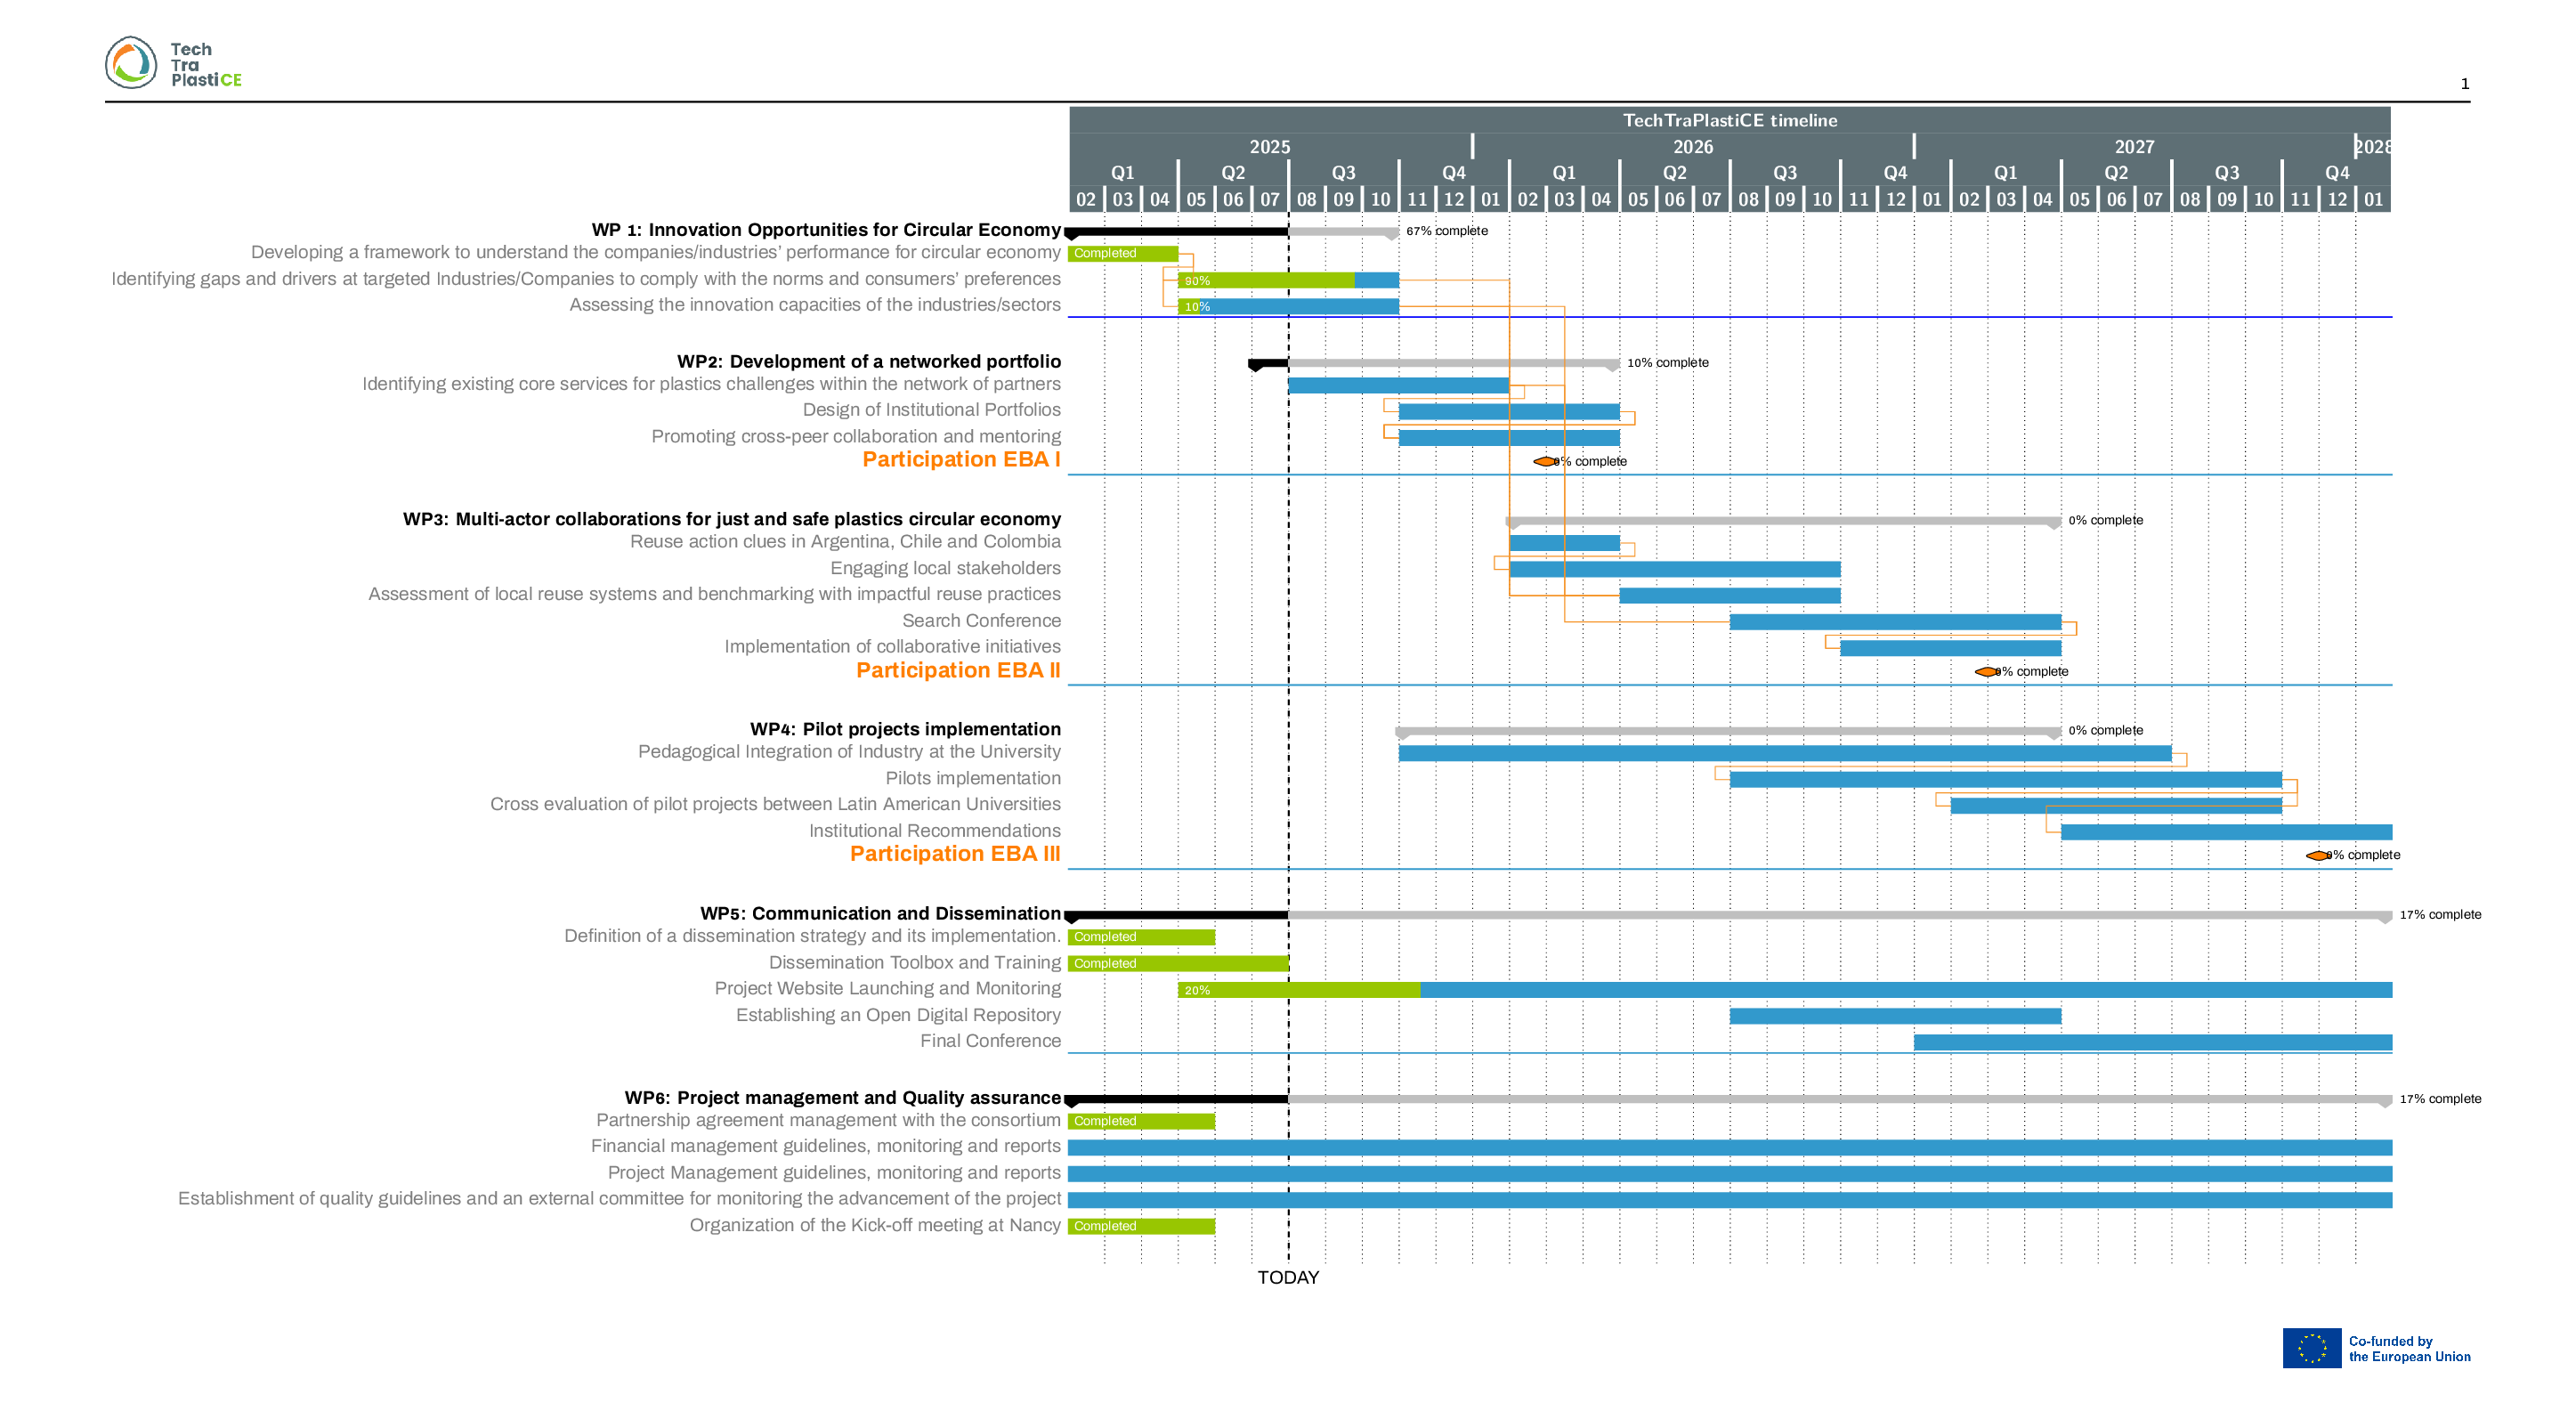 Tech
Tra
PlastiCE
1
TechTraPlastiCE timeline
2025 2026 2027 2028
Q1 Q2 Q3 Q4 Q1 Q2 Q3 Q4 Q1 Q2 Q3 Q4
02 03 04 05 06 07 08 09 10 11 12 01 02 03 04 05 06 07 08 09 10 11 12 01 02 03 04 05 06 07 08 09 10 11 12 01
WP 1: Innovation Opportunities for Circular Economy 67% complete
Developing a framework to understand the companies/industries’ performance for circular economy Completed
Identifying gaps and drivers at targeted Industries/Companies to comply with the norms and consumers’ preferences 90%
Assessing the innovation capacities of the industries/sectors 10%
WP2: Development of a networked portfolio 10% complete
Identifying existing core services for plastics challenges within the network of partners
Design of Institutional Portfolios
Promoting cross-peer collaboration and mentoring
Participation EBA I 0% complete
WP3: Multi-actor collaborations for just and safe plastics circular economy 0% complete
Reuse action clues in Argentina, Chile and Colombia
Engaging local stakeholders
Assessment of local reuse systems and benchmarking with impactful reuse practices
Search Conference
Implementation of collaborative initiatives
Participation EBA II 0% complete
WP4: Pilot projects implementation 0% complete
Pedagogical Integration of Industry at the University
Pilots implementation
Cross evaluation of pilot projects between Latin American Universities
Institutional Recommendations
Participation EBA III 0% complete
WP5: Communication and Dissemination 17% complete
Definition of a dissemination strategy and its implementation. Completed
Dissemination Toolbox and Training Completed
Project Website Launching and Monitoring 20%
Establishing an Open Digital Repository
Final Conference
WP6: Project management and Quality assurance 17% complete
Partnership agreement management with the consortium Completed
Financial management guidelines, monitoring and reports
Project Management guidelines, monitoring and reports
Establishment of quality guidelines and an external committee for monitoring the advancement of the project
Organization of the Kick-off meeting at Nancy Completed
TODAY
Co-funded by
the European Union